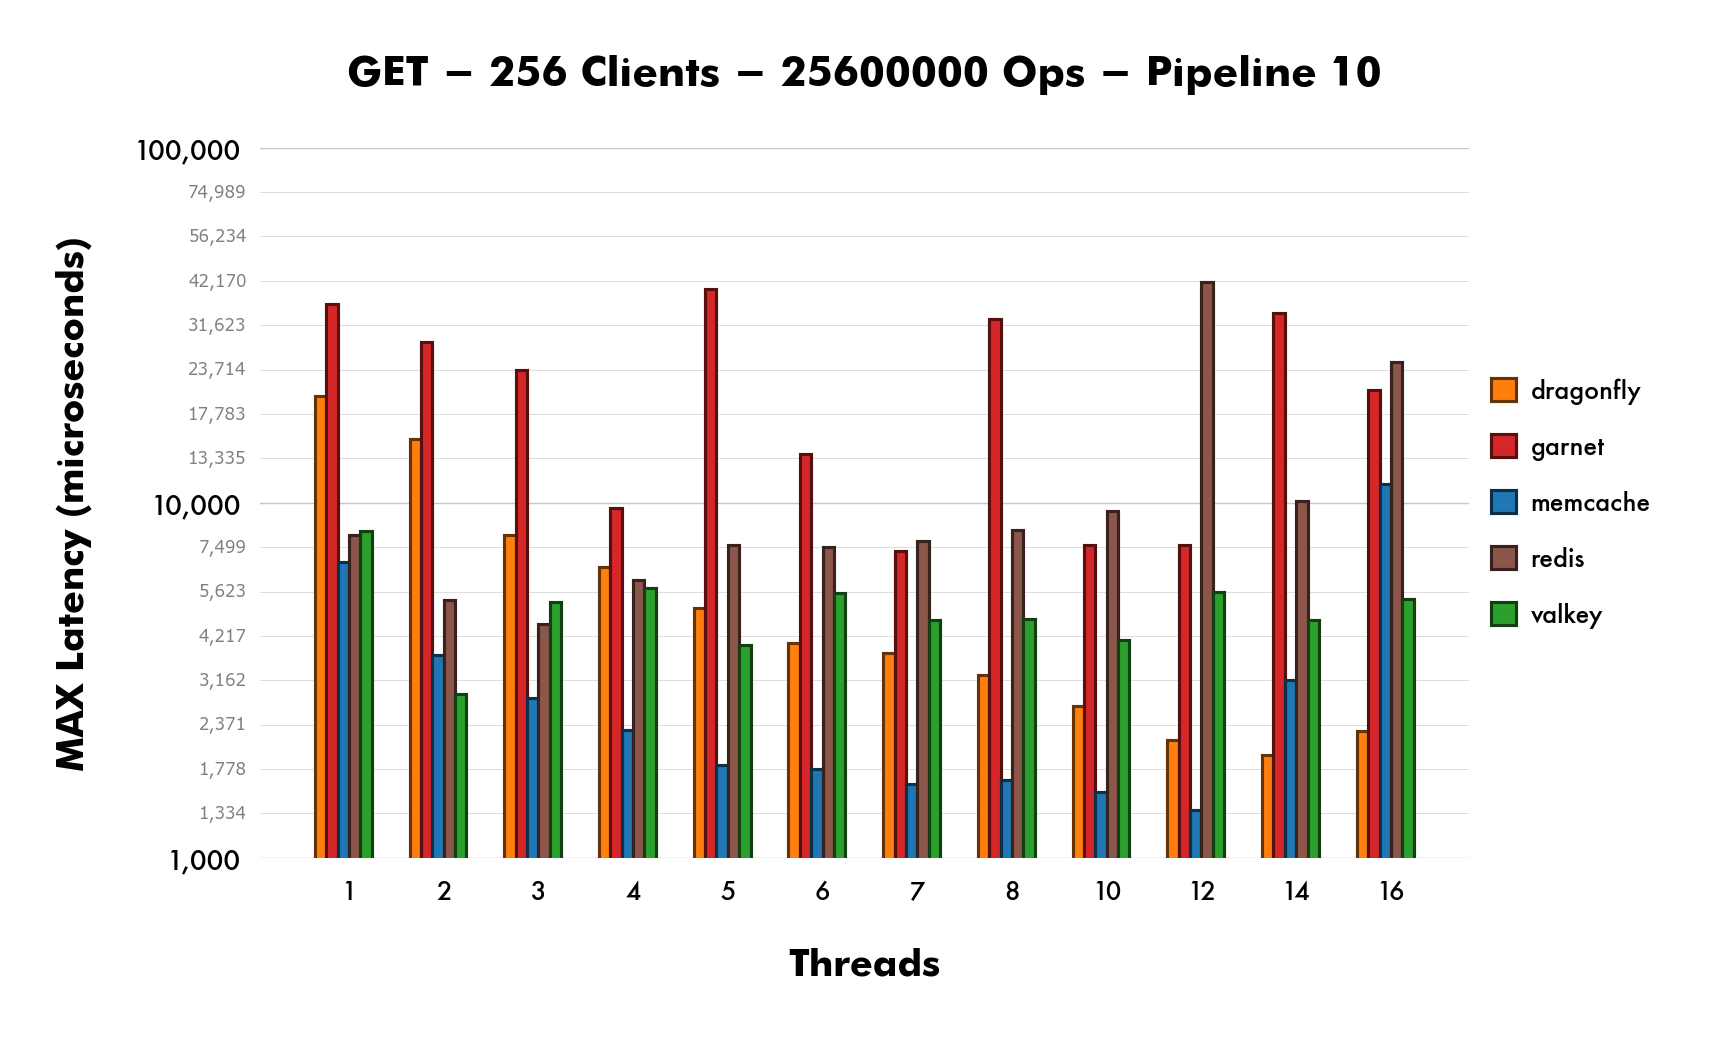 GET – 256 Clients – 25600000 Ops – Pipeline 10
MAX Latency (microseconds)
100,000
74,989
56,234
42,170
31,623
23,714
17,783
13,335
10,000
7,499
5,623
4,217
3,162
2,371
1,778
1,334
1,000
1 2 3 4 5 6 7 8 10 12 14 16
Threads
dragonfly
garnet
memcache
redis
valkey